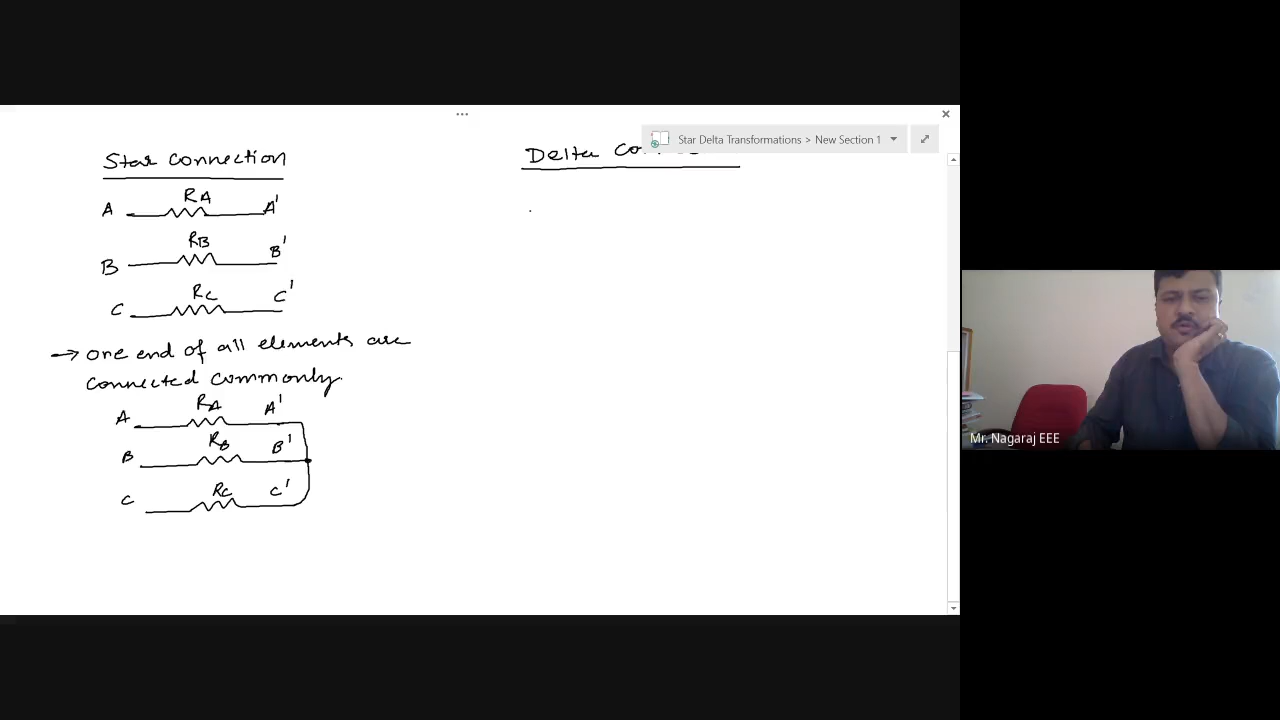 Star Delta Transformations > New Section 1
Star Connection
RA
A A'
RB
B B'
RC
C C'
→ one end of all elements are
connected commonly.
RA
A A'
RB
B B'
RC
C C'
Delta
Mr. Nagaraj EEE